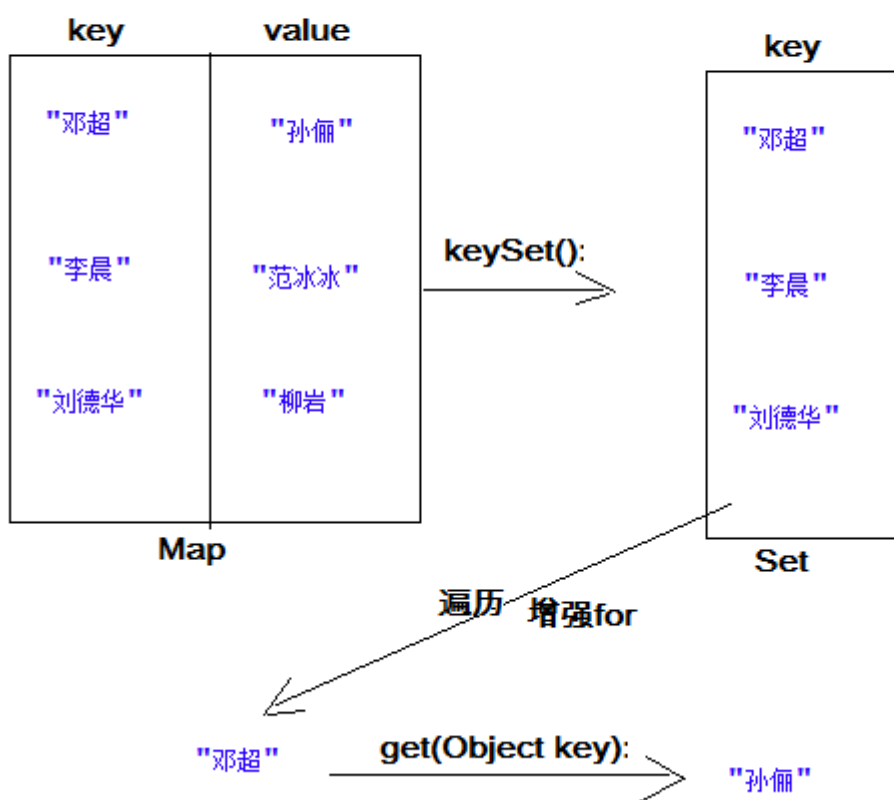 key value
key
"邓超" "孙俪"
"邓超"
keySet():
"李晨" "范冰冰"
"李晨"
"刘德华" "柳岩"
"刘德华"
Map
Set
遍历 增强for
"邓超" get(Object key): "孙俪"